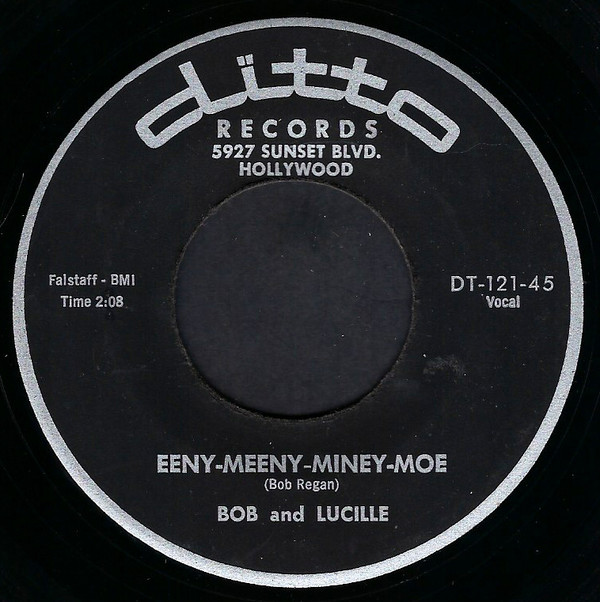 ditto
RECORDS
5927 SUNSET BLVD.
HOLLYWOOD
Falstaff - BMI
Time 2:08
DT-121-45
Vocal
EENY-MEENY-MINEY-MOE
(Bob Regan)
BOB and LUCILLE